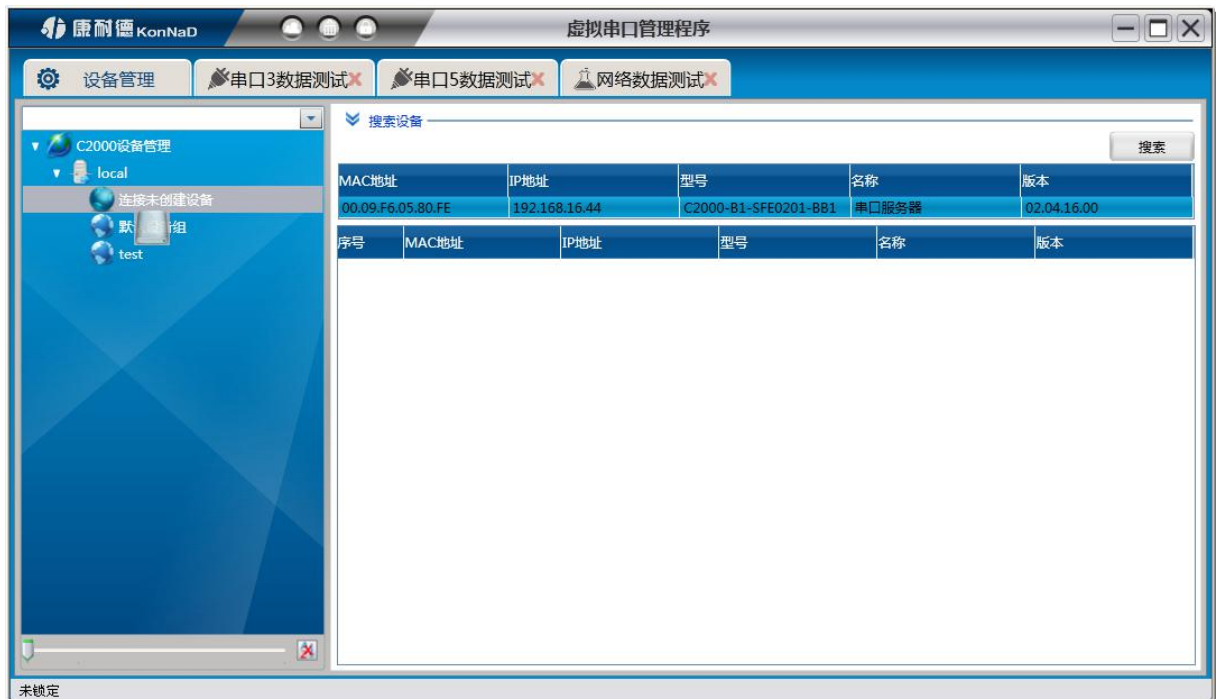 康耐德 KonNaD
虚拟串口管理程序
设备管理
串口3数据测试
串口5数据测试
网络数据测试
C2000设备管理
local
连接未创建设备
test
搜索设备
搜索
MAC地址 IP地址 型号 名称 版本
00.09.F6.05.80.FE 192.168.16.44 C2000-B1-SFE0201-BB1 串口服务器 02.04.16.00
序号 MAC地址 IP地址 型号 名称 版本
未锁定